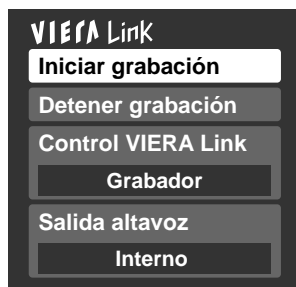 VIERA Link
Iniciar grabación
Detener grabación
Control VIERA Link
Grabador
Salida altavoz
Interno